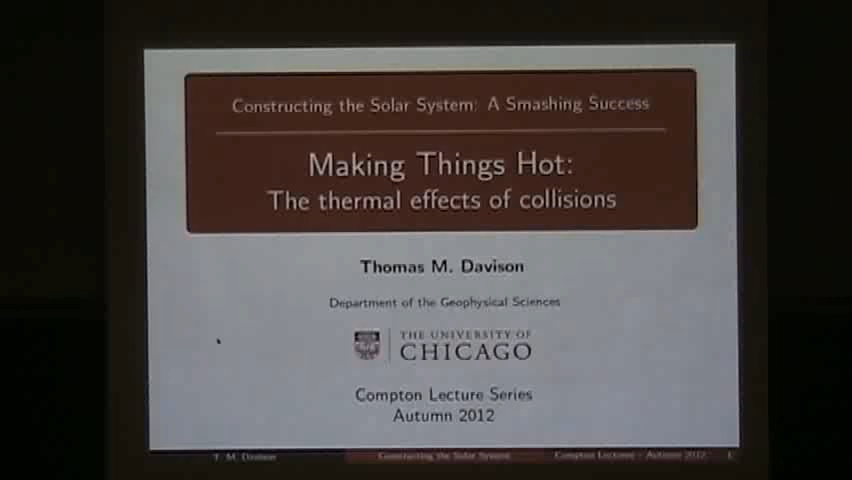 Constructing the Solar System: A Smashing Success
Making Things Hot:
The thermal effects of collisions
Thomas M. Davison
Department of the Geophysical Sciences
THE UNIVERSITY OF
CHICAGO
Compton Lecture Series
Autumn 2012
T. M. Davison
Constructing the Solar System
Compton Lectures – Autumn 2012
1